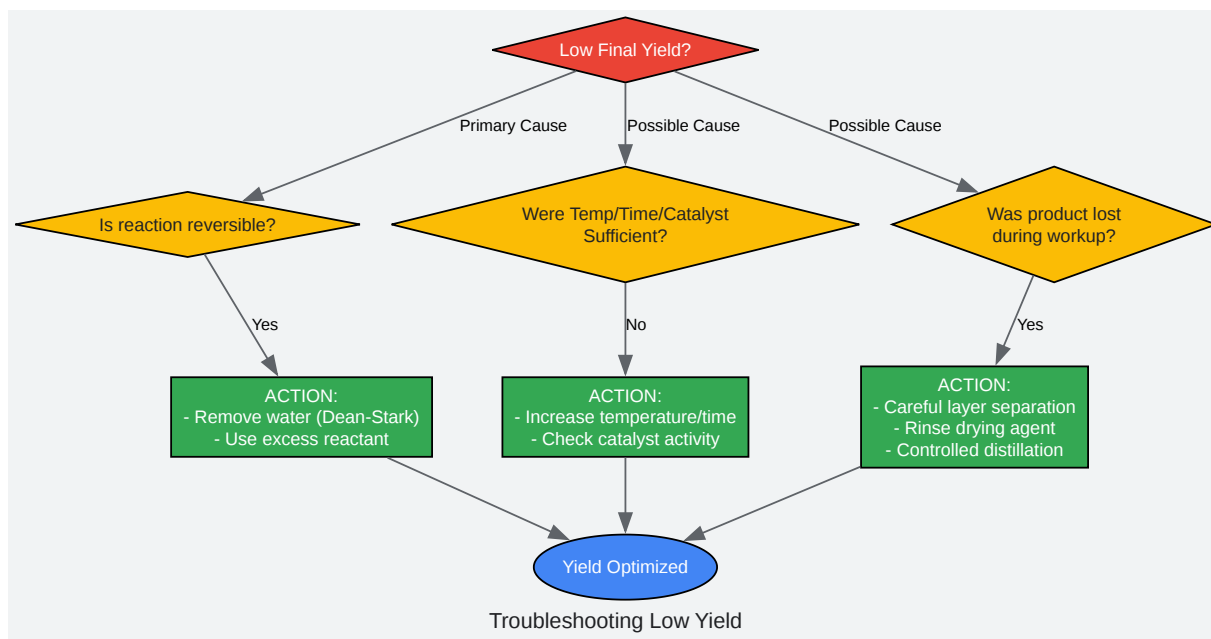 Low Final Yield?
Primary Cause
Possible Cause
Possible Cause
Is reaction reversible?
Were Temp/Time/Catalyst
Sufficient?
Was product lost
during workup?
Yes
No
Yes
ACTION:
- Remove water (Dean-Stark)
- Use excess reactant
ACTION:
- Increase temperature/time
- Check catalyst activity
ACTION:
- Careful layer separation
- Rinse drying agent
- Controlled distillation
Yield Optimized
Troubleshooting Low Yield